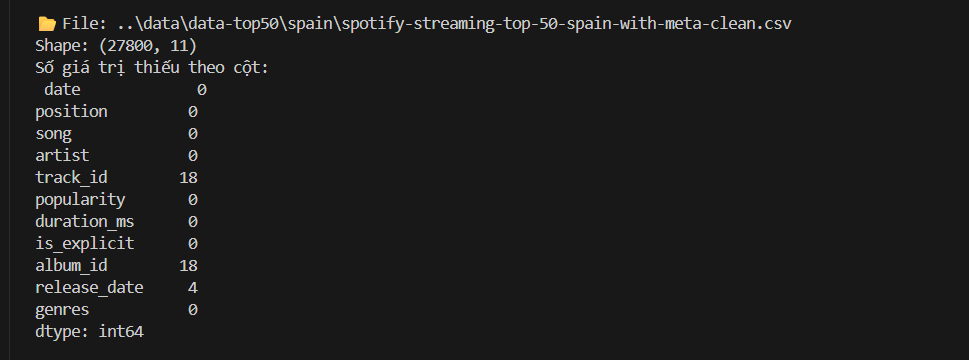 📂 File: ..\data\data-top50\spain\spotify-streaming-top-50-spain-with-meta-clean.csv
Shape: (27800, 11)
Số giá trị thiếu theo cột:
date 0
position 0
song 0
artist 0
track_id 18
popularity 0
duration_ms 0
is_explicit 0
album_id 18
release_date 4
genres 0
dtype: int64